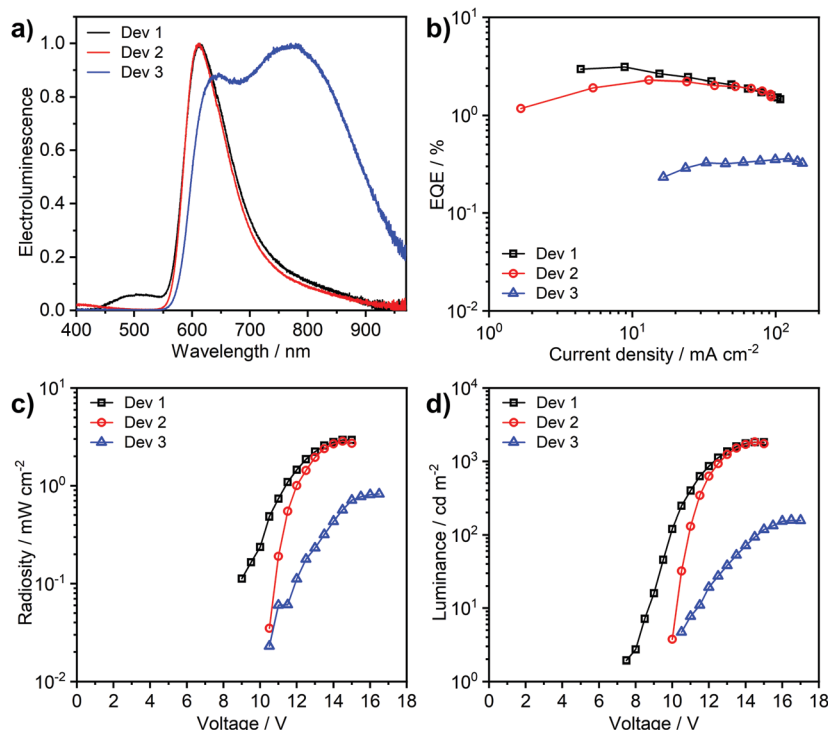 a)
Dev 1
Dev 2
Dev 3
Electroluminescence
1.0
0.8
0.6
0.4
0.2
0.0
400 500 600 700 800 900
Wavelength / nm
b)
EQE / %
10^1
10^0
10^-1
10^-2
Dev 1
Dev 2
Dev 3
10^0 10^1 10^2
Current density / mA cm^-2
c)
Dev 1
Dev 2
Dev 3
Radiosity / mW cm^-2
10^1
10^0
10^-1
10^-2
0 2 4 6 8 10 12 14 16 18
Voltage / V
d)
Dev 1
Dev 2
Dev 3
Luminance / cd m^-2
10^4
10^3
10^2
10^1
10^0
0 2 4 6 8 10 12 14 16 18
Voltage / V